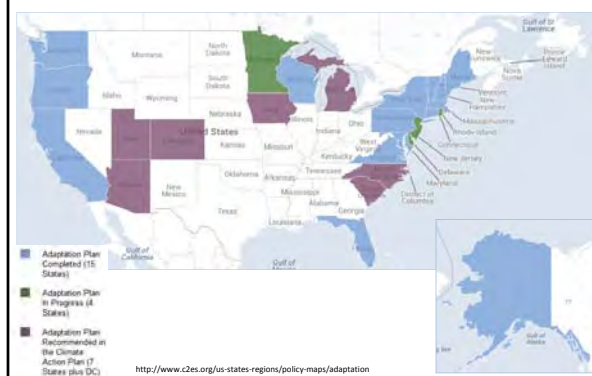 Gulf of St
Lawrence
North
Dakota
Montana
New
Brunswick
Prince
Edward
Island
Nova
Scotia
South
Dakota
Idaho
Wyoming
Vermont
New
Hampshire
Massachusetts
Rhode Island
Connecticut
New Jersey
Delaware
Maryland
District of
Columbia
Nebraska
Nevada
United States
Illinois
Indiana
Ohio
West
Virginia
Kansas
Missouri
Kentucky
Oklahoma
Arkansas
Tennessee
New
Mexico
Mississippi
Alabama
Georgia
Texas
Louisiana
Gulf of
California
Gulf of
Adaptation Plan
Completed (15
States)
Adaptation Plan
In Progress (4
States)
Adaptation Plan
Recommended in
the Climate
Action Plan (7
States plus DC)
Gulf of
Alaska
http://www.c2es.org/us-states-regions/policy-maps/adaptation